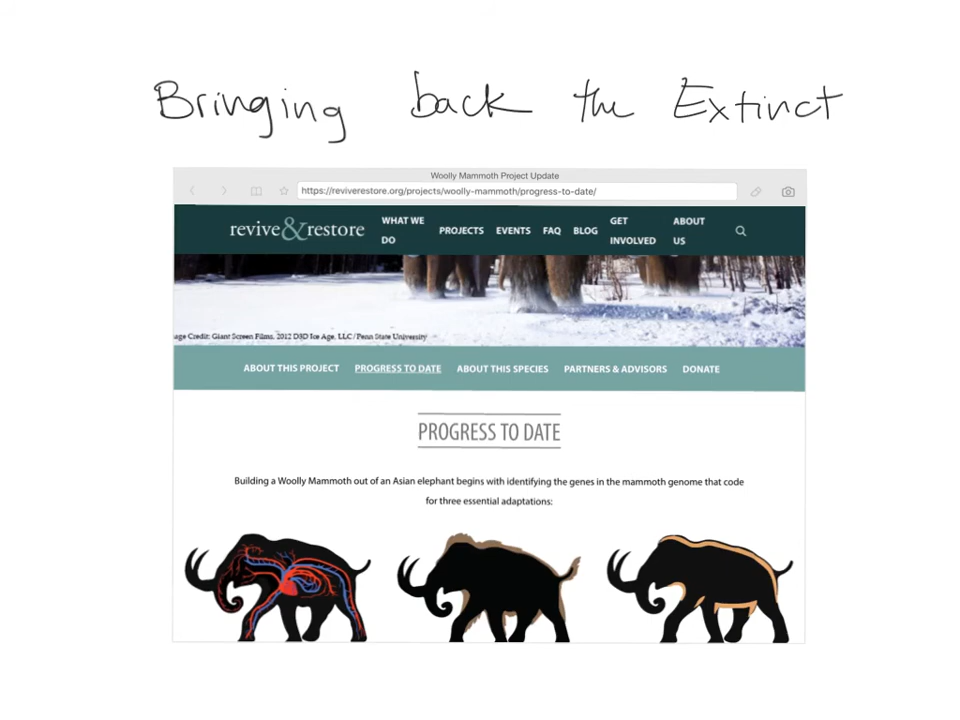 Bringing back the Extinct
Woolly Mammoth Project Update
https://reviverestore.org/projects/woolly-mammoth/progress-to-date/
revive&restore WHAT WE DO PROJECTS EVENTS FAQ BLOG GET INVOLVED ABOUT US
age Credit: Giant Screen Films, 2012 D3D Ice Age, LLC/Penn State University
ABOUT THIS PROJECT PROGRESS TO DATE ABOUT THIS SPECIES PARTNERS & ADVISORS DONATE
PROGRESS TO DATE
Building a Woolly Mammoth out of an Asian elephant begins with identifying the genes in the mammoth genome that code
for three essential adaptations: